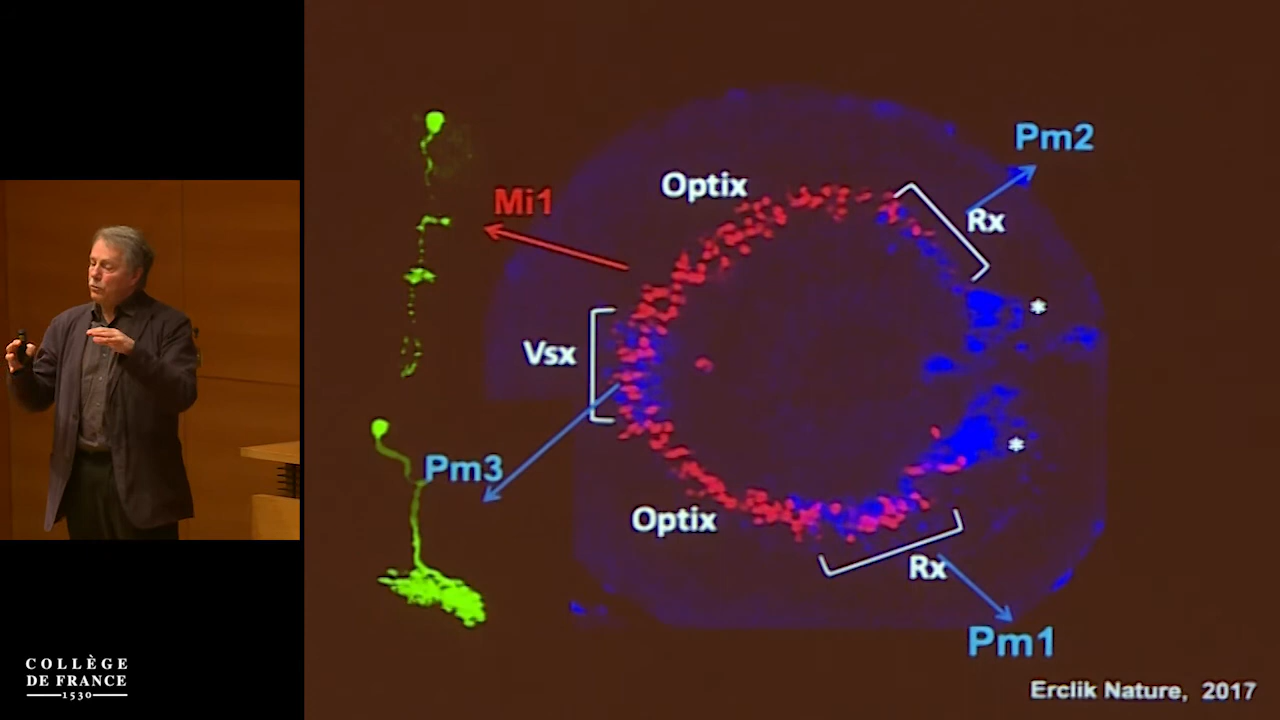 Pm2
Optix
Mi1
Rx
*
Vsx
Pm3
*
Optix
Rx
Pm1
Erclik Nature, 2017
COLLÈGE
DE FRANCE
1530